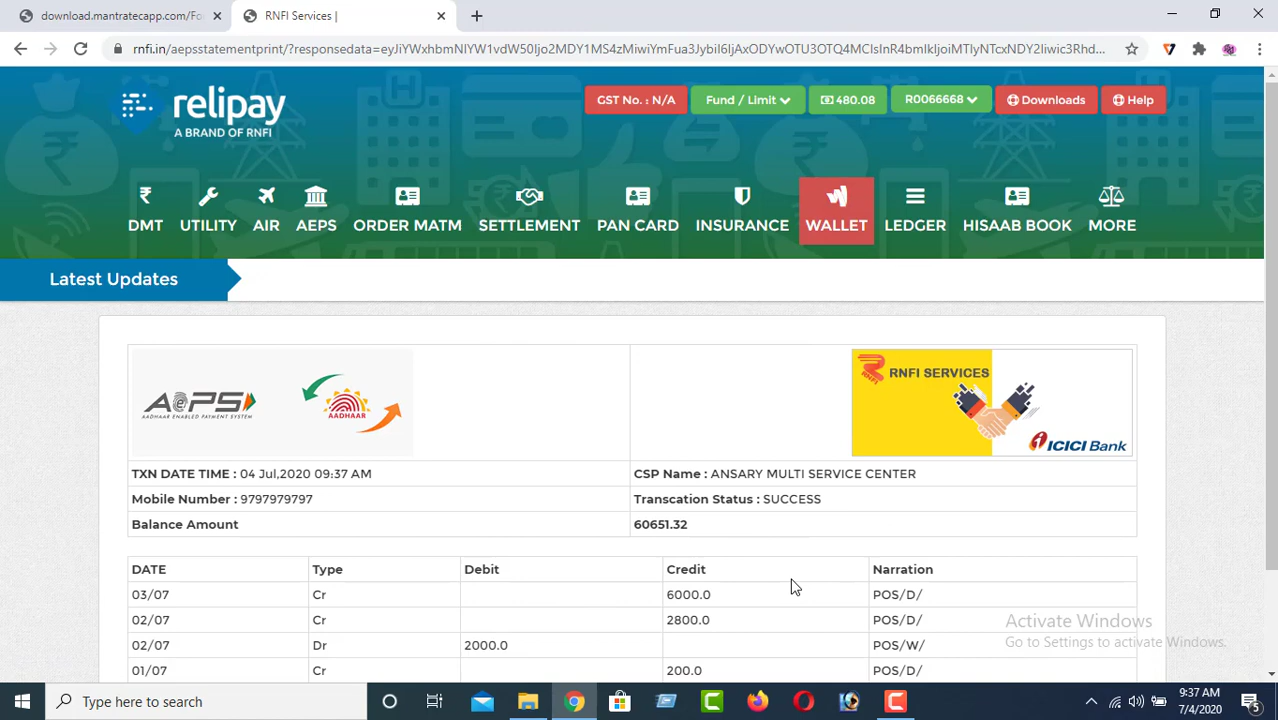 download.mantratecapp.com/Fo
RNFI Services |
rnfi.in/aepsstatementprint/?responsedata=
relipay
A BRAND OF RNFI
GST No. : N/A
Fund / Limit
480.08
R0066668
Downloads
Help
DMT
UTILITY
AIR
AEPS
ORDER MATM
SETTLEMENT
PAN CARD
INSURANCE
WALLET
LEDGER
HISAAB BOOK
MORE
Latest Updates
AePS
AADHAAR ENABLED PAYMENT SYSTEM
AADHAAR
RNFI
RNFI SERVICES
ICICI Bank
TXN DATE TIME : 04 Jul,2020 09:37 AM
CSP Name : ANSARY MULTI SERVICE CENTER
Mobile Number : 9797979797
Transcation Status : SUCCESS
Balance Amount
60651.32
DATE Type Debit Credit Narration
03/07 Cr 6000.0 POS/D/
02/07 Cr 2800.0 POS/D/
02/07 Dr 2000.0 POS/W/
01/07 Cr 200.0 POS/D/
Activate Windows
Go to Settings to activate Windows.
Type here to search
9:37 AM
7/4/2020
5